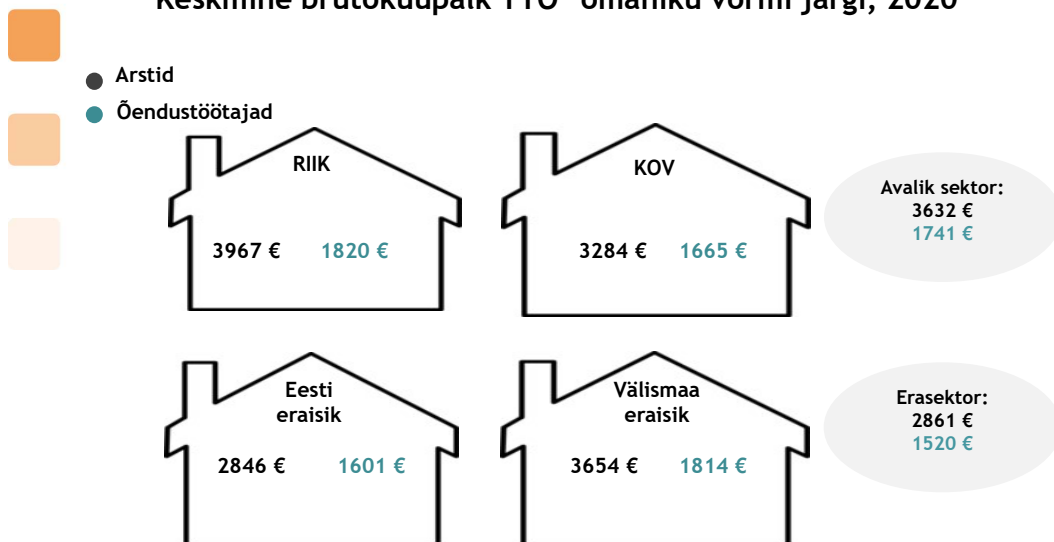 Keskmine brutokuupalk TTO omaniku vormi järgi, 2020
Arstid
Õendustöötajad
RIIK
3967 € 1820 €
KOV
3284 € 1665 €
Avalik sektor:
3632 €
1741 €
Eesti
eraisik
2846 € 1601 €
Välismaa
eraisik
3654 € 1814 €
Erasektor:
2861 €
1520 €